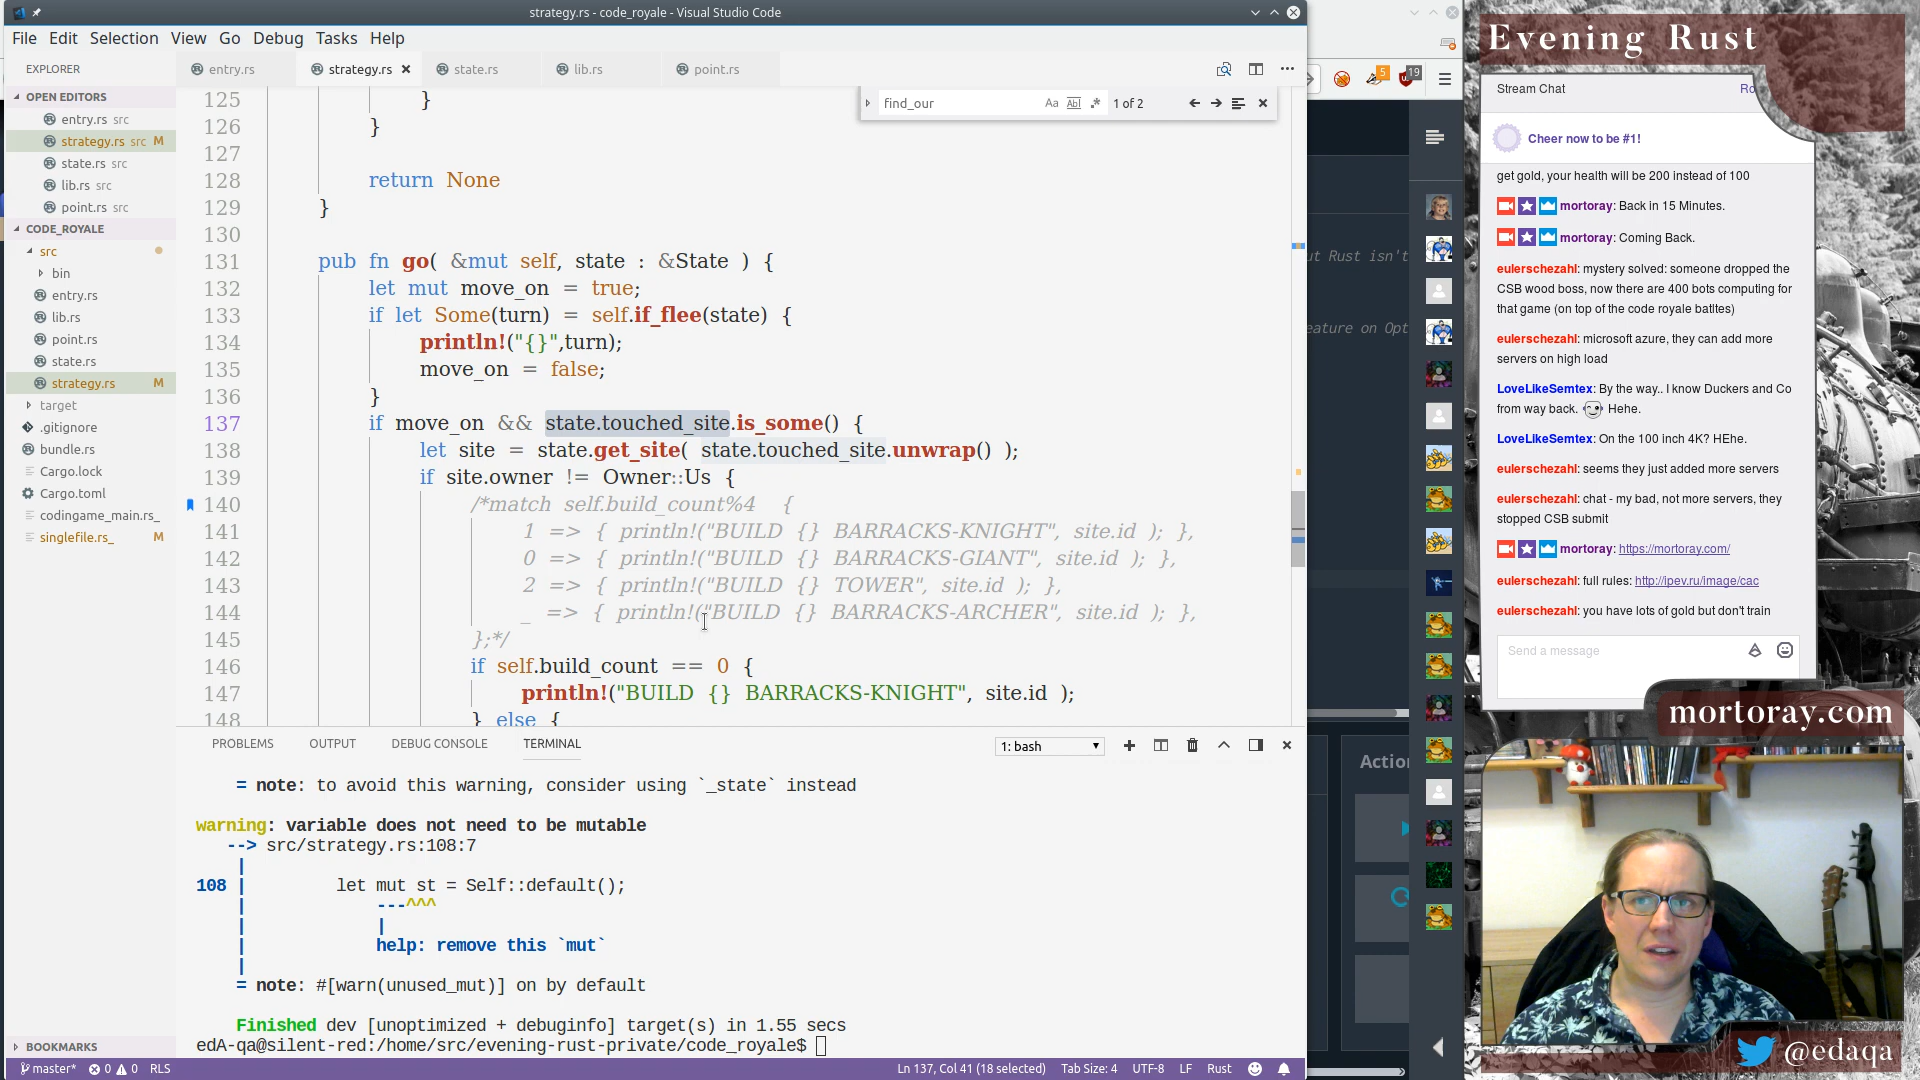 strategy.rs - code_royale - Visual Studio Code
File Edit Selection View Go Debug Tasks Help
EXPLORER
entry.rs
strategy.rs
state.rs
lib.rs
point.rs
OPEN EDITORS
entry.rs src
strategy.rs src M
state.rs src
lib.rs src
point.rs src
CODE_ROYALE
src
bin
entry.rs
lib.rs
point.rs
state.rs
strategy.rs M
target
.gitignore
bundle.rs
Cargo.lock
Cargo.toml
codingame_main.rs_
singlefile.rs_ M
BOOKMARKS
find_our Aa Abl .* 1 of 2
125 }
126 }
127
128 return None
129 }
130
131 pub fn go( &mut self, state : &State ) {
132 let mut move_on = true;
133 if let Some(turn) = self.if_flee(state) {
134 println!("{}",turn);
135 move_on = false;
136 }
137 if move_on && state.touched_site.is_some() {
138 let site = state.get_site( state.touched_site.unwrap() );
139 if site.owner != Owner::Us {
140 /*match self.build_count%4 {
141 1 => { println!("BUILD {} BARRACKS-KNIGHT", site.id ); },
142 0 => { println!("BUILD {} BARRACKS-GIANT", site.id ); },
143 2 => { println!("BUILD {} TOWER", site.id ); },
144 _ => { println!("BUILD {} BARRACKS-ARCHER", site.id ); },
145 };*/
146 if self.build_count == 0 {
147 println!("BUILD {} BARRACKS-KNIGHT", site.id );
148 } else {
PROBLEMS OUTPUT DEBUG CONSOLE TERMINAL
1: bash
= note: to avoid this warning, consider using `_state` instead
warning: variable does not need to be mutable
--> src/strategy.rs:108:7
|
108 | let mut st = Self::default();
| ---^^^
| |
| help: remove this `mut`
|
= note: #[warn(unused_mut)] on by default
Finished dev [unoptimized + debuginfo] target(s) in 1.55 secs
edA-qa@silent-red:/home/src/evening-rust-private/code_royale$
master* 0 0 RLS
Ln 137, Col 41 (18 selected) Tab Size: 4 UTF-8 LF Rust
5
19
ut Rust isn't
eature on Opt
Action
Evening Rust
Stream Chat
Cheer now to be #1!
get gold, your health will be 200 instead of 100
mortoray: Back in 15 Minutes.
mortoray: Coming Back.
eulerschezahl: mystery solved: someone dropped the
CSB wood boss, now there are 400 bots computing for
that game (on top of the code royale batltes)
eulerschezahl: microsoft azure, they can add more
servers on high load
LoveLikeSemtex: By the way.. I know Duckers and Co
from way back. Hehe.
LoveLikeSemtex: On the 100 inch 4K? HEhe.
eulerschezahl: seems they just added more servers
eulerschezahl: chat - my bad, not more servers, they
stopped CSB submit
mortoray: https://mortoray.com/
eulerschezahl: full rules: http://ipev.ru/image/cac
eulerschezahl: you have lots of gold but don't train
Send a message
mortoray.com
@edaqa